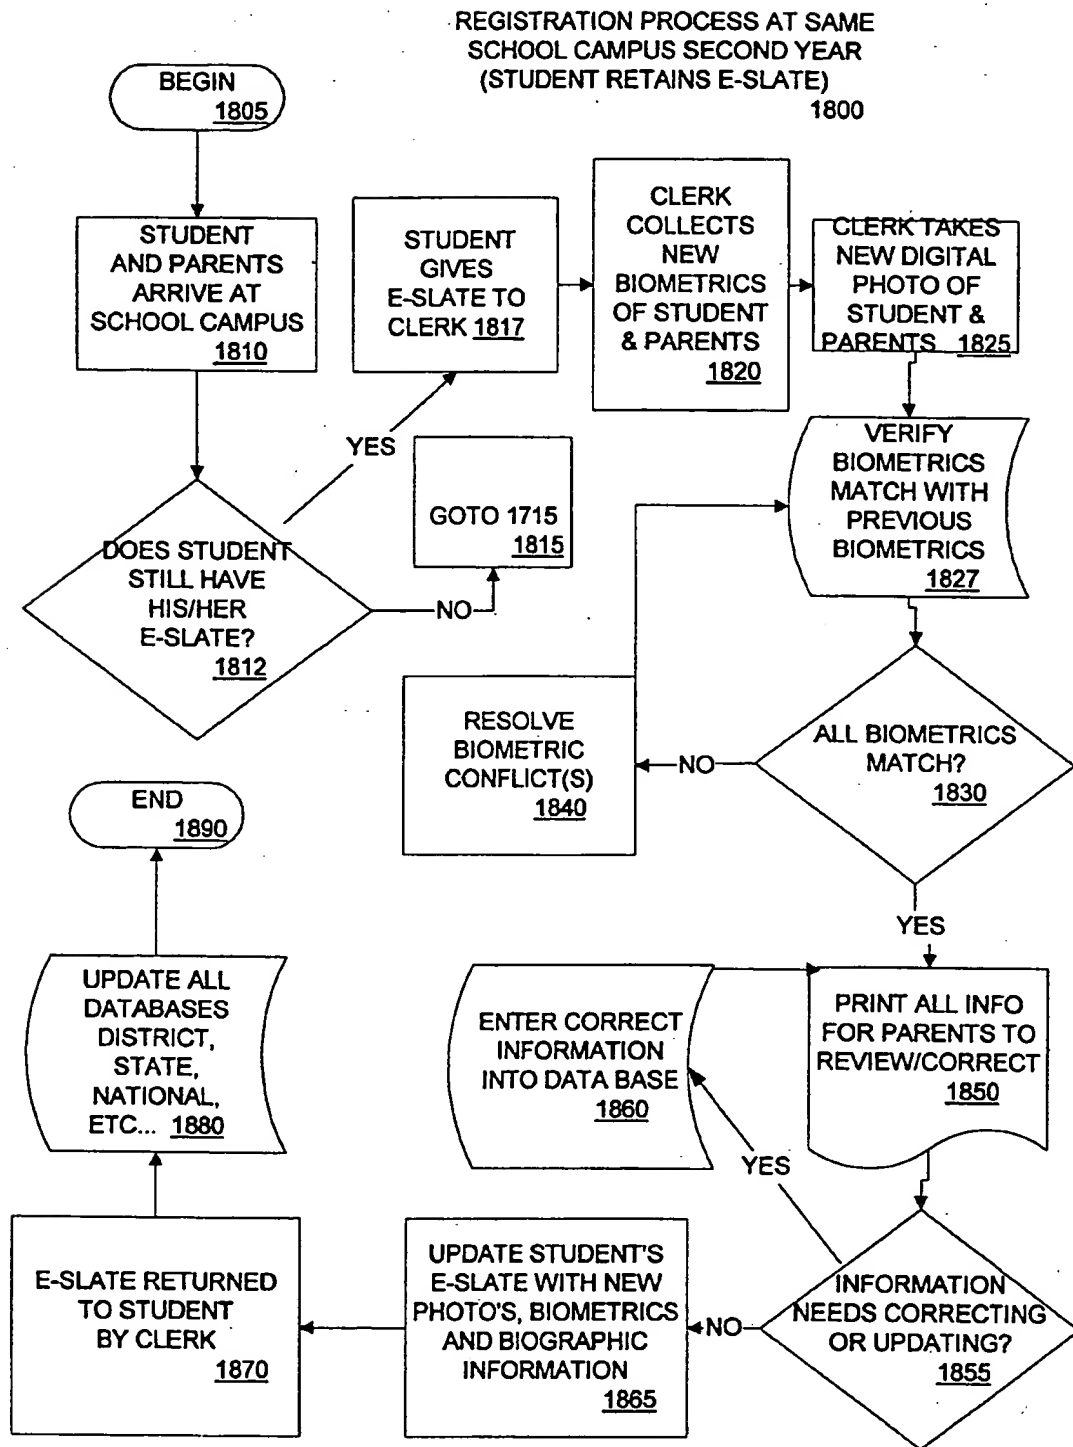 REGISTRATION PROCESS AT SAME
SCHOOL CAMPUS SECOND YEAR
(STUDENT RETAINS E-SLATE)
1800
BEGIN
1805
STUDENT
AND PARENTS
ARRIVE AT
SCHOOL CAMPUS
1810
DOES STUDENT
STILL HAVE
HIS/HER
E-SLATE?
1812
YES
NO
GOTO 1715
1815
STUDENT
GIVES
E-SLATE TO
CLERK 1817
CLERK
COLLECTS
NEW
BIOMETRICS
OF STUDENT
& PARENTS
1820
CLERK TAKES
NEW DIGITAL
PHOTO OF
STUDENT &
PARENTS 1825
VERIFY
BIOMETRICS
MATCH WITH
PREVIOUS
BIOMETRICS
1827
ALL BIOMETRICS
MATCH?
1830
NO
RESOLVE
BIOMETRIC
CONFLICT(S)
1840
YES
PRINT ALL INFO
FOR PARENTS TO
REVIEW/CORRECT
1850
INFORMATION
NEEDS CORRECTING
OR UPDATING?
1855
YES
ENTER CORRECT
INFORMATION
INTO DATA BASE
1860
NO
UPDATE STUDENT'S
E-SLATE WITH NEW
PHOTO'S, BIOMETRICS
AND BIOGRAPHIC
INFORMATION
1865
E-SLATE RETURNED
TO STUDENT
BY CLERK
1870
UPDATE ALL
DATABASES
DISTRICT,
STATE,
NATIONAL,
ETC... 1880
END
1890